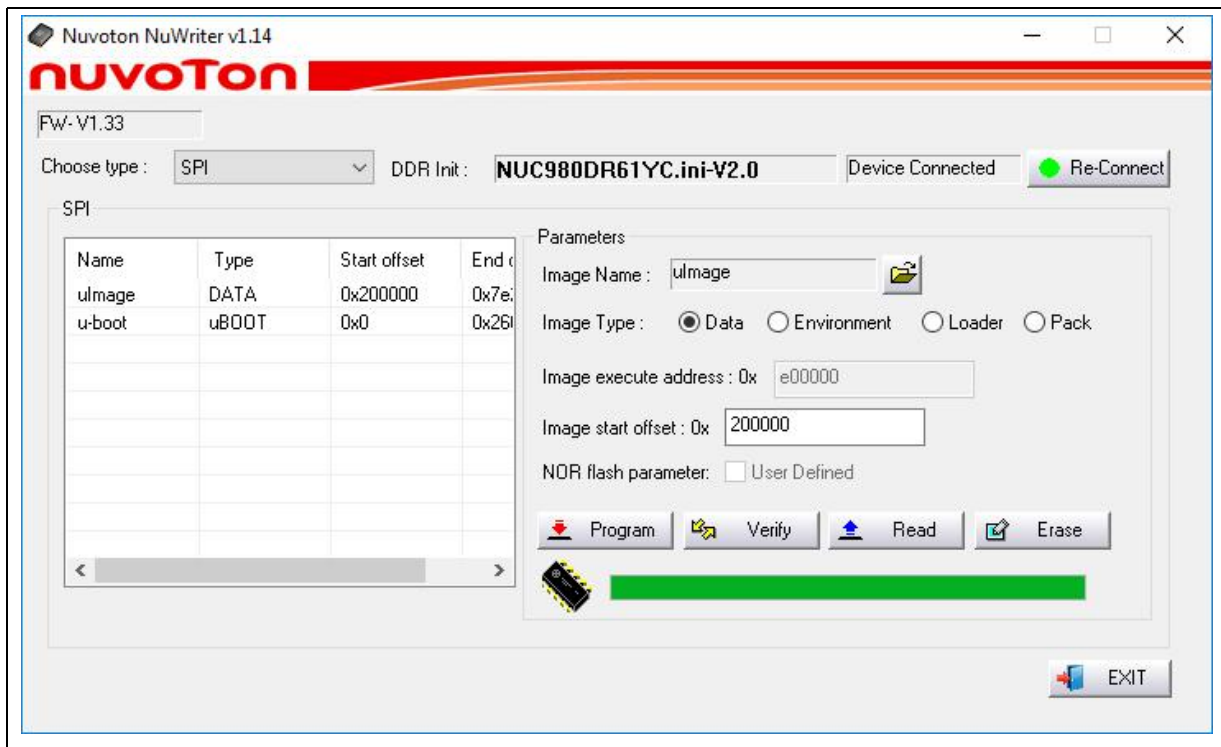 Nuvoton NuWriter v1.14
nuvoTon
FW- V1.33
Choose type : SPI DDR Init : NUC980DR61YC.ini-V2.0 Device Connected Re-Connect
SPI
Name Type Start offset End
uImage DATA 0x200000
u-boot uBOOT 0x0
Parameters
Image Name : uImage
Image Type : Data Environment Loader Pack
Image execute address : 0x e00000
Image start offset : 0x 200000
NOR flash parameter: User Defined
Program Verify Read Erase
EXIT